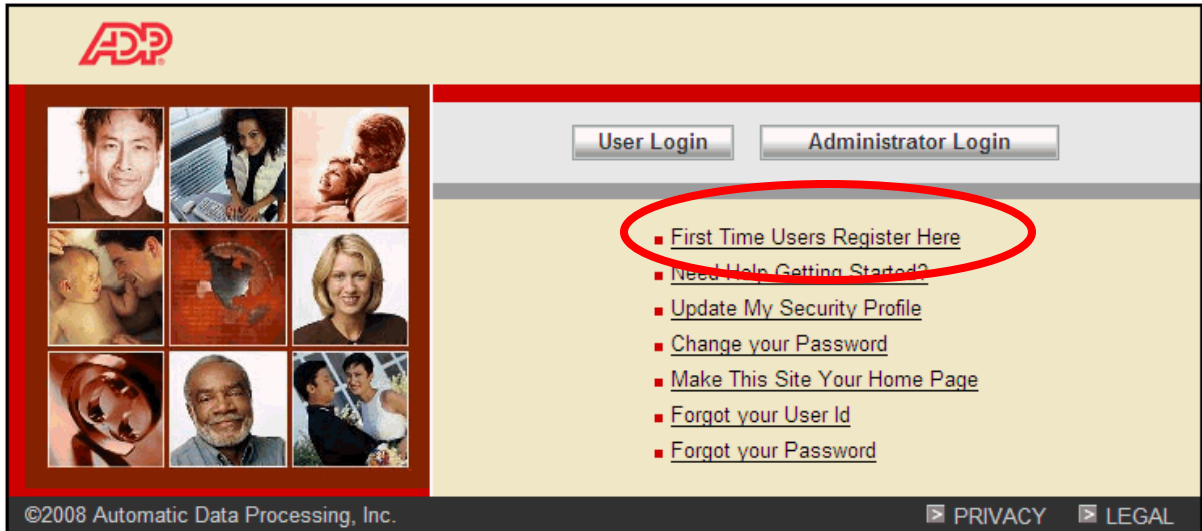 ADP
User Login Administrator Login
First Time Users Register Here
Need Help Getting Started?
Update My Security Profile
Change your Password
Make This Site Your Home Page
Forgot your User Id
Forgot your Password
©2008 Automatic Data Processing, Inc. PRIVACY LEGAL